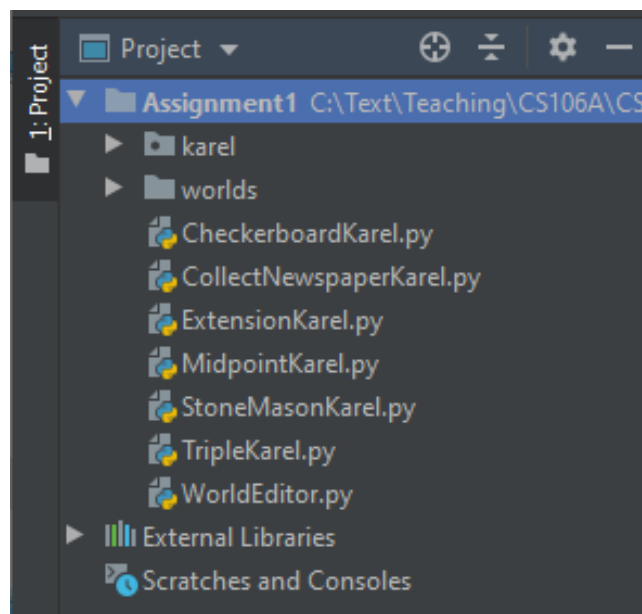 1: Project
Project
Assignment1 C:\Text\Teaching\CS106A\CS
karel
worlds
CheckerboardKarel.py
CollectNewspaperKarel.py
ExtensionKarel.py
MidpointKarel.py
StoneMasonKarel.py
TripleKarel.py
WorldEditor.py
External Libraries
Scratches and Consoles